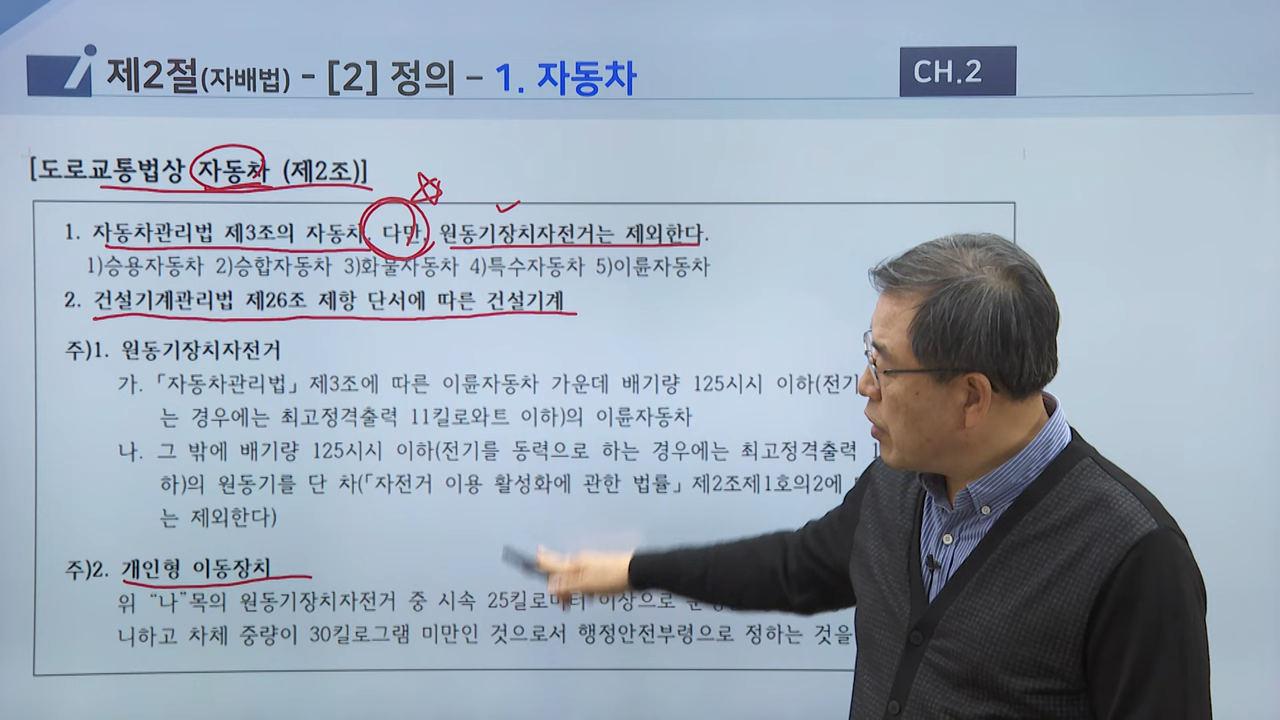 제2절(자배법) - [2] 정의 - 1. 자동차
CH.2
[도로교통법상 자동차 (제2조)]
1. 자동차관리법 제3조의 자동차. 다만, 원동기장치자전거는 제외한다.
1)승용자동차 2)승합자동차 3)화물자동차 4)특수자동차 5)이륜자동차
2. 건설기계관리법 제26조 제항 단서에 따른 건설기계
주)1. 원동기장치자전거
가. 「자동차관리법」 제3조에 따른 이륜자동차 가운데 배기량 125시시 이하(전기
는 경우에는 최고정격출력 11킬로와트 이하)의 이륜자동차
나. 그 밖에 배기량 125시시 이하(전기를 동력으로 하는 경우에는 최고정격출력
하)의 원동기를 단 차(「자전거 이용 활성화에 관한 법률」 제2조제1호의2에
는 제외한다)
주)2. 개인형 이동장치
위 “나”목의 원동기장치자전거 중 시속 25킬로미터 이상으로
니하고 차체 중량이 30킬로그램 미만인 것으로서 행정안전부령으로 정하는 것을